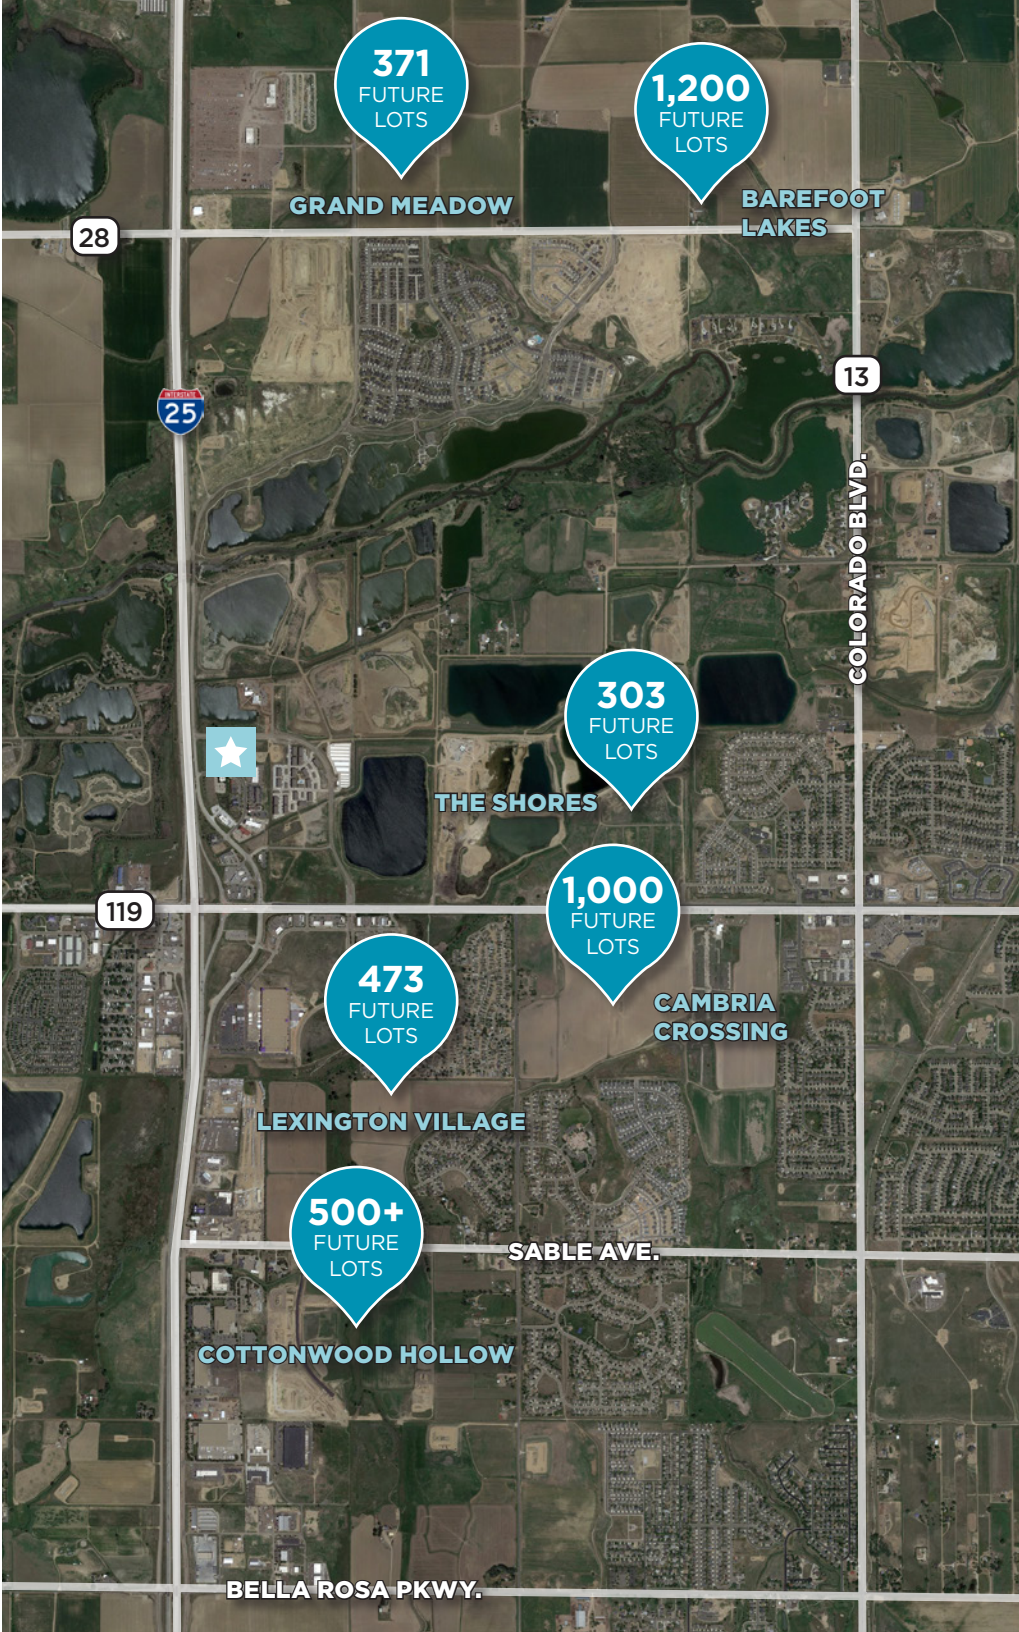 371
FUTURE
LOTS
1,200
FUTURE
LOTS
GRAND MEADOW
BAREFOOT
LAKES
28
13
INTERSTATE
25
COLORADO BLVD.
303
FUTURE
LOTS
THE SHORES
1,000
FUTURE
LOTS
119
473
FUTURE
LOTS
CAMBRIA
CROSSING
LEXINGTON VILLAGE
500+
FUTURE
LOTS
SABLE AVE.
COTTONWOOD HOLLOW
BELLA ROSA PKWY.